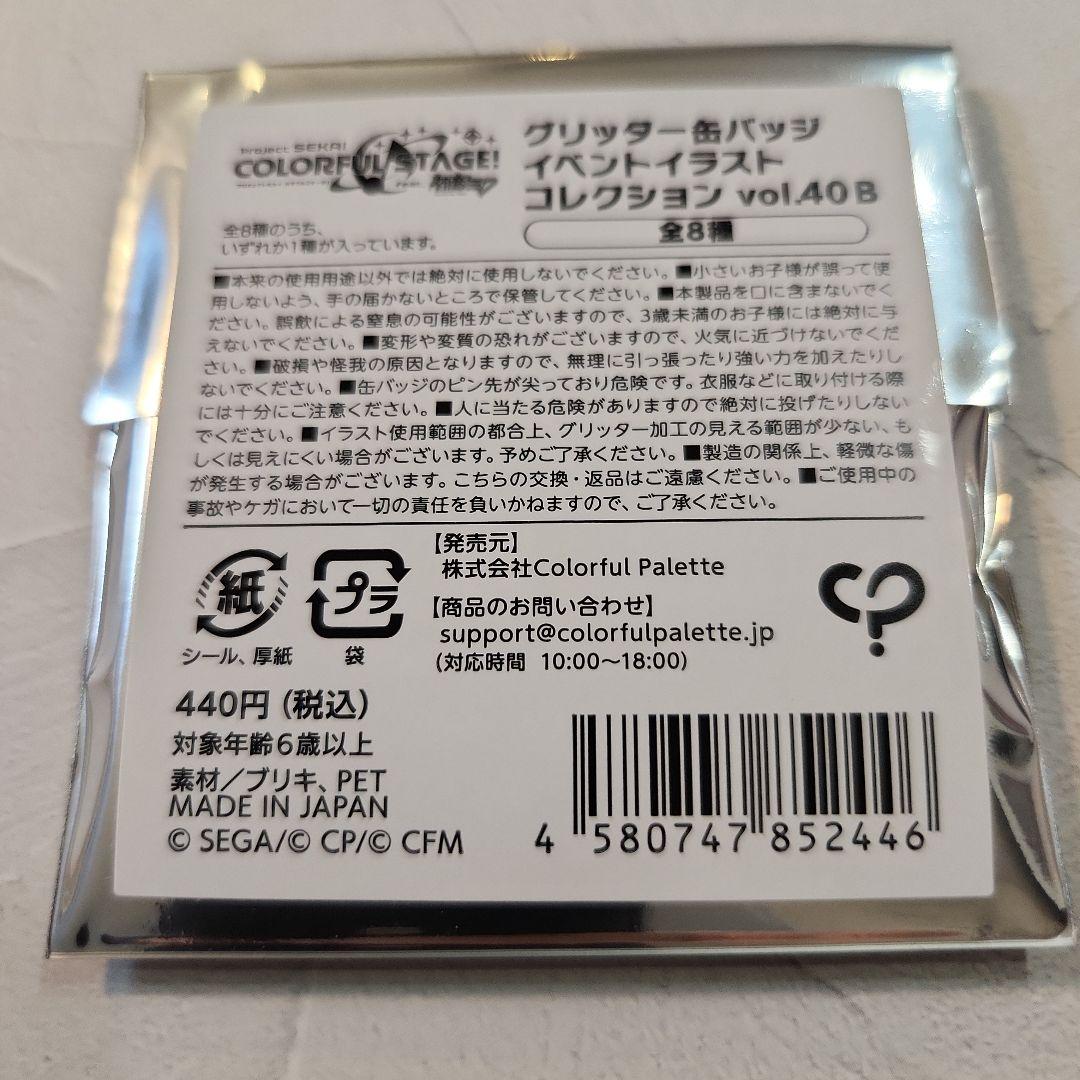 Project SEKAI
COLORFUL STAGE!
初音ミク
グリッター缶バッジ
イベントイラスト
コレクション vol.40 B
全8種
全8種のうち、
いずれか1種が入っています。
■本来の使用用途以外では絶対に使用しないでください。■小さいお子様が誤って使
用しないよう、手の届かないところで保管してください。■本製品を口に含まないでく
ださい。誤飲による窒息の可能性がございますので、3歳未満のお子様には絶対に与
えないでください。■変形や変質の恐れがございますので、火気に近づけないでくだ
さい。■破損や怪我の原因となりますので、無理に引っ張ったり強い力を加えたりし
ないでください。■缶バッジのピン先が尖っており危険です。衣服などに取り付ける際
には十分にご注意ください。■人に当たる危険がありますので絶対に投げたりしない
でください。■イラスト使用範囲の都合上、グリッター加工の見える範囲が少ない、も
しくは見えにくい場合がございます。予めご了承ください。■製造の関係上、軽微な傷
が発生する場合がございます。こちらの交換・返品はご遠慮ください。■ご使用中の
事故やケガにおいて一切の責任を負いかねますので、ご了承ください。
紙
シール、厚紙
プラ
袋
【発売元】
株式会社Colorful Palette
【商品のお問い合わせ】
support@colorfulpalette.jp
(対応時間 10:00～18:00)
440円(税込)
対象年齢6歳以上
素材／ブリキ、PET
MADE IN JAPAN
© SEGA/© CP/© CFM
4 580747 852446